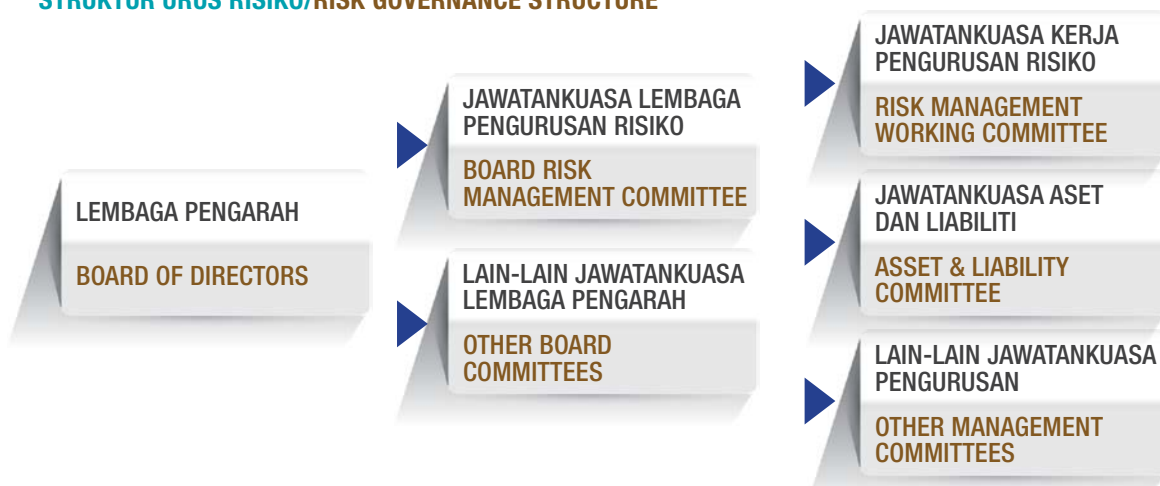 STRUKTUR URUS RISIKO/RISK GOVERNANCE STRUCTURE
LEMBAGA PENGARAH
BOARD OF DIRECTORS
JAWATANKUASA LEMBAGA
PENGURUSAN RISIKO
BOARD RISK
MANAGEMENT COMMITTEE
LAIN-LAIN JAWATANKUASA
LEMBAGA PENGARAH
OTHER BOARD
COMMITTEES
JAWATANKUASA KERJA
PENGURUSAN RISIKO
RISK MANAGEMENT
WORKING COMMITTEE
JAWATANKUASA ASET
DAN LIABILITI
ASSET & LIABILITY
COMMITTEE
LAIN-LAIN JAWATANKUASA
PENGURUSAN
OTHER MANAGEMENT
COMMITTEES